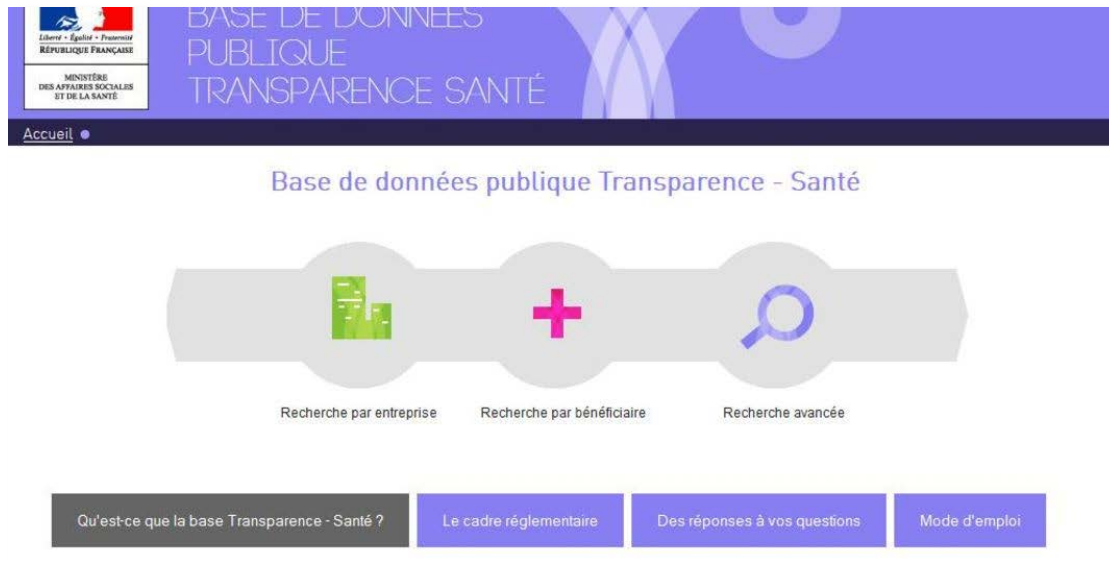 BASE DE DONNÉES
PUBLIQUE
TRANSPARENCE SANTÉ
Liberté • Égalité • Fraternité
RÉPUBLIQUE FRANÇAISE
MINISTÈRE
DES AFFAIRES SOCIALES
ET DE LA SANTÉ
Accueil
Base de données publique Transparence - Santé
Recherche par entreprise
Recherche par bénéficiaire
Recherche avancée
Qu'est-ce que la base Transparence - Santé ?
Le cadre réglementaire
Des réponses à vos questions
Mode d'emploi